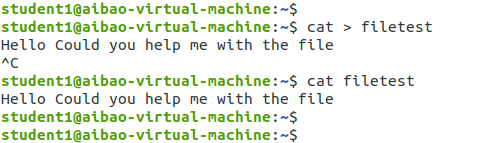 student1@aibao-virtual-machine:~$
student1@aibao-virtual-machine:~$ cat > filetest
Hello Could you help me with the file
^C
student1@aibao-virtual-machine:~$ cat filetest
Hello Could you help me with the file
student1@aibao-virtual-machine:~$
student1@aibao-virtual-machine:~$